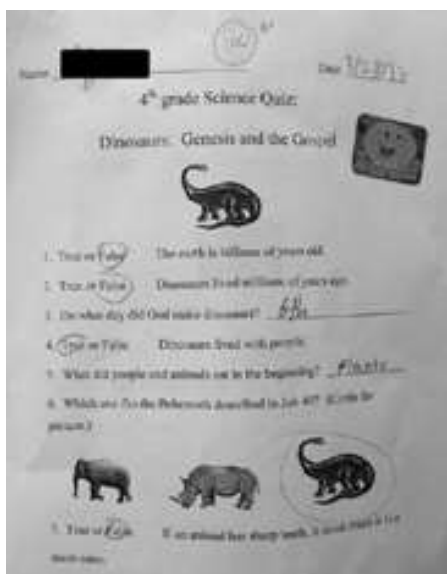 Name
Date
4th grade Science Quiz:
Dinosaurs: Genesis and the Gospel
1. True or False The earth is billions of years old.
2. True or False Dinosaurs lived millions of years ago.
3. On what day did God make dinosaurs? 6th
4. True or False Dinosaurs lived with people.
5. What did people and animals eat in the beginning? Plants
6. Which one fits the Behemoth described in Job 40? (Circle the
picture.)
7. True or False If an animal has sharp teeth, it